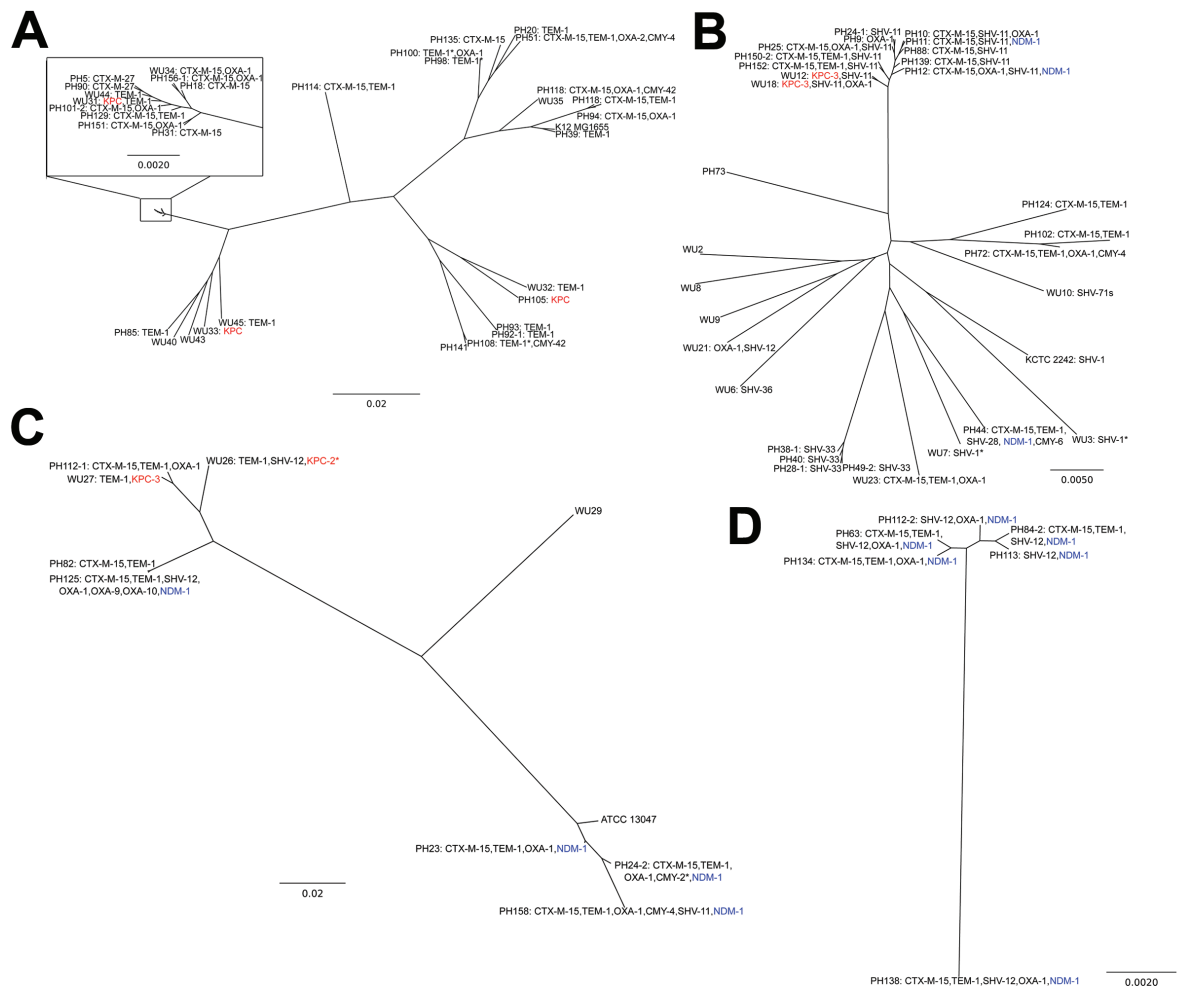 A
PH20: TEM-1
PH135: CTX-M-15
PH51: CTX-M-15,TEM-1,OXA-2,CMY-4
PH100: TEM-1*,OXA-1
PH98: TEM-1*
PH114: CTX-M-15,TEM-1
PH118: CTX-M-15,OXA-1,CMY-42
WU35
PH118: CTX-M-15,TEM-1
PH94: CTX-M-15,OXA-1
K12 MG1655
PH39: TEM-1
WU34: CTX-M-15,OXA-1
PH5: CTX-M-27
PH156-1: CTX-M-15,OXA-1
PH90: CTX-M-27
PH18: CTX-M-15
WU44: TEM-1
WU31: KPC,TEM-1
PH101-2: CTX-M-15,OXA-1
PH129: CTX-M-15,TEM-1
PH151: CTX-M-15,OXA-1
PH31: CTX-M-15
0.0020
WU32: TEM-1
PH105: KPC
PH93: TEM-1
PH92-1: TEM-1
PH108: TEM-1*,CMY-42
PH141
WU45: TEM-1
WU33: KPC
PH85: TEM-1
WU43
WU40
0.02
B
PH24-1: SHV-11
PH9: OXA-1
PH25: CTX-M-15,OXA-1,SHV-11
PH150-2: CTX-M-15,TEM-1,SHV-11
PH152: CTX-M-15,TEM-1,SHV-11
WU12: KPC-3,SHV-11
WU18: KPC-3,SHV-11,OXA-1
PH10: CTX-M-15,SHV-11,OXA-1
PH11: CTX-M-15,SHV-11,NDM-1
PH88: CTX-M-15,SHV-11
PH139: CTX-M-15,SHV-11
PH12: CTX-M-15,OXA-1,SHV-11,NDM-1
PH73
PH124: CTX-M-15,TEM-1
PH102: CTX-M-15,TEM-1
PH72: CTX-M-15,TEM-1,OXA-1,CMY-4
WU2
WU8
WU10: SHV-71s
WU9
WU21: OXA-1,SHV-12
KCTC 2242: SHV-1
WU6: SHV-36
PH44: CTX-M-15,TEM-1,
SHV-28, NDM-1,CMY-6
WU3: SHV-1*
WU7: SHV-1*
PH38-1: SHV-33
PH40: SHV-33
PH28-1: SHV-33
PH49-2: SHV-33
WU23: CTX-M-15,TEM-1,OXA-1
0.0050
C
WU26: TEM-1,SHV-12,KPC-2*
PH112-1: CTX-M-15,TEM-1,OXA-1
WU27: TEM-1,KPC-3
WU29
PH82: CTX-M-15,TEM-1
PH125: CTX-M-15,TEM-1,SHV-12,
OXA-1,OXA-9,OXA-10,NDM-1
ATCC 13047
PH23: CTX-M-15,TEM-1,OXA-1,NDM-1
PH24-2: CTX-M-15,TEM-1,
OXA-1,CMY-2*,NDM-1
PH158: CTX-M-15,TEM-1,OXA-1,CMY-4,SHV-11,NDM-1
0.02
D
PH112-2: SHV-12,OXA-1,NDM-1
PH63: CTX-M-15,TEM-1,
SHV-12,OXA-1,NDM-1
PH84-2: CTX-M-15,TEM-1,
SHV-12,NDM-1
PH113: SHV-12,NDM-1
PH134: CTX-M-15,TEM-1,OXA-1,NDM-1
PH138: CTX-M-15,TEM-1,SHV-12,OXA-1,NDM-1
0.0020